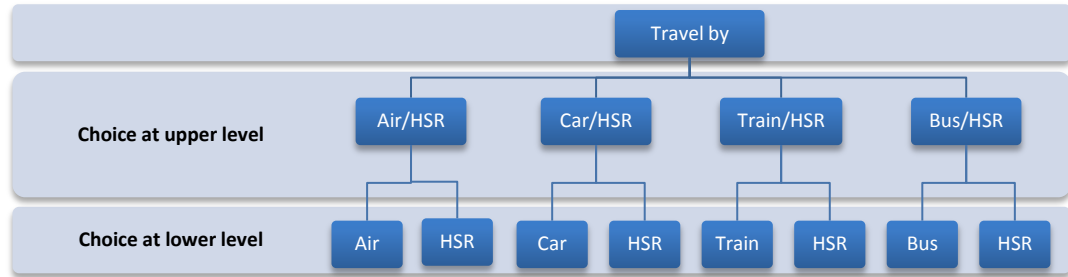 Travel by
Choice at upper level
Air/HSR
Car/HSR
Train/HSR
Bus/HSR
Choice at lower level
Air
HSR
Car
HSR
Train
HSR
Bus
HSR